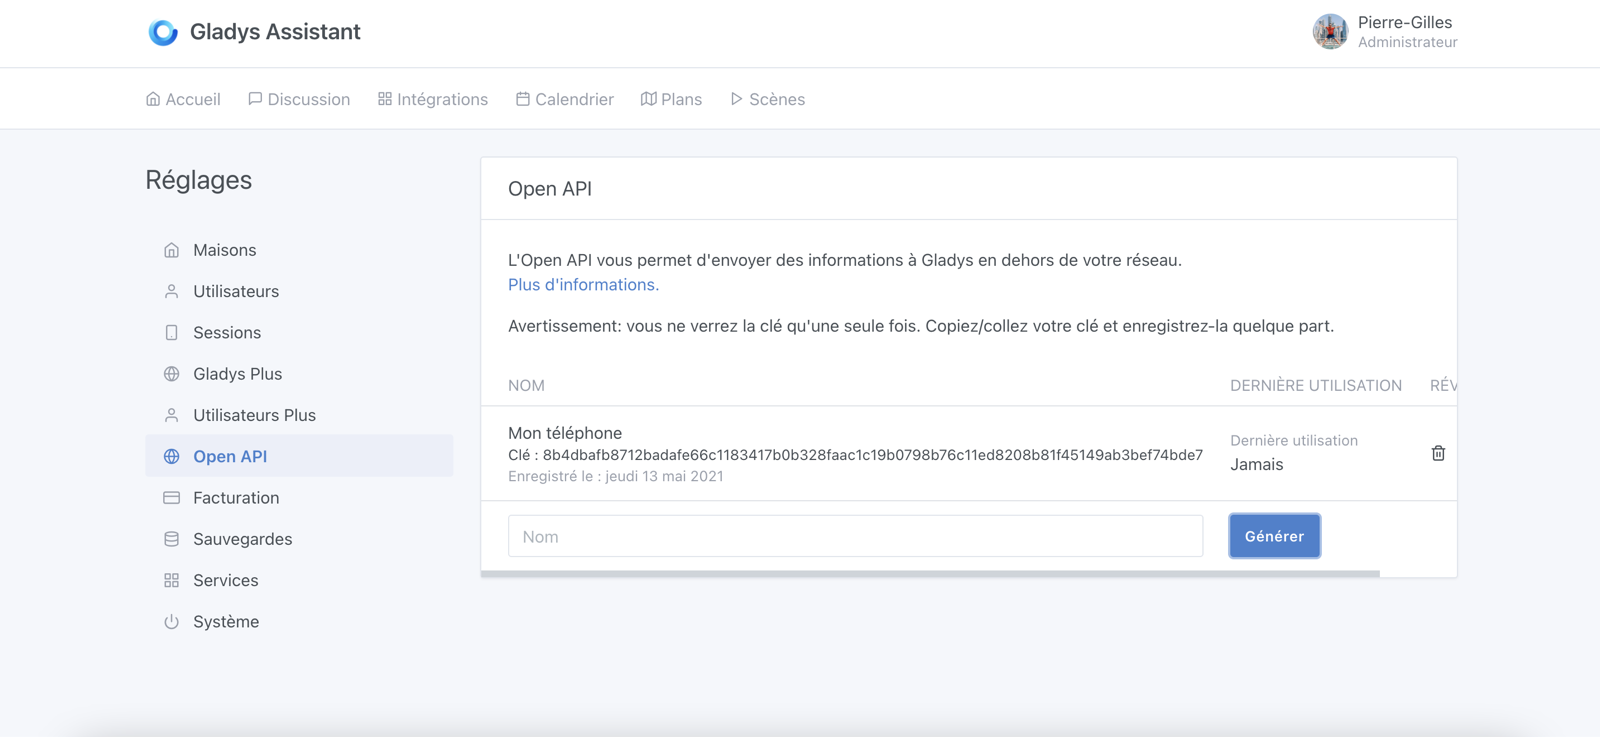 Gladys Assistant
Pierre-Gilles
Administrateur
Accueil
Discussion
Intégrations
Calendrier
Plans
Scènes
Réglages
Maisons
Utilisateurs
Sessions
Gladys Plus
Utilisateurs Plus
Open API
Facturation
Sauvegardes
Services
Système
Open API
L'Open API vous permet d'envoyer des informations à Gladys en dehors de votre réseau.
Plus d'informations.
Avertissement: vous ne verrez la clé qu'une seule fois. Copiez/collez votre clé et enregistrez-la quelque part.
NOM
DERNIÈRE UTILISATION
RÉV
Mon téléphone
Clé : 8b4dbafb8712badafe66c1183417b0b328faac1c19b0798b76c11ed8208b81f45149ab3bef74bde7
Enregistré le : jeudi 13 mai 2021
Dernière utilisation
Jamais
Nom
Générer